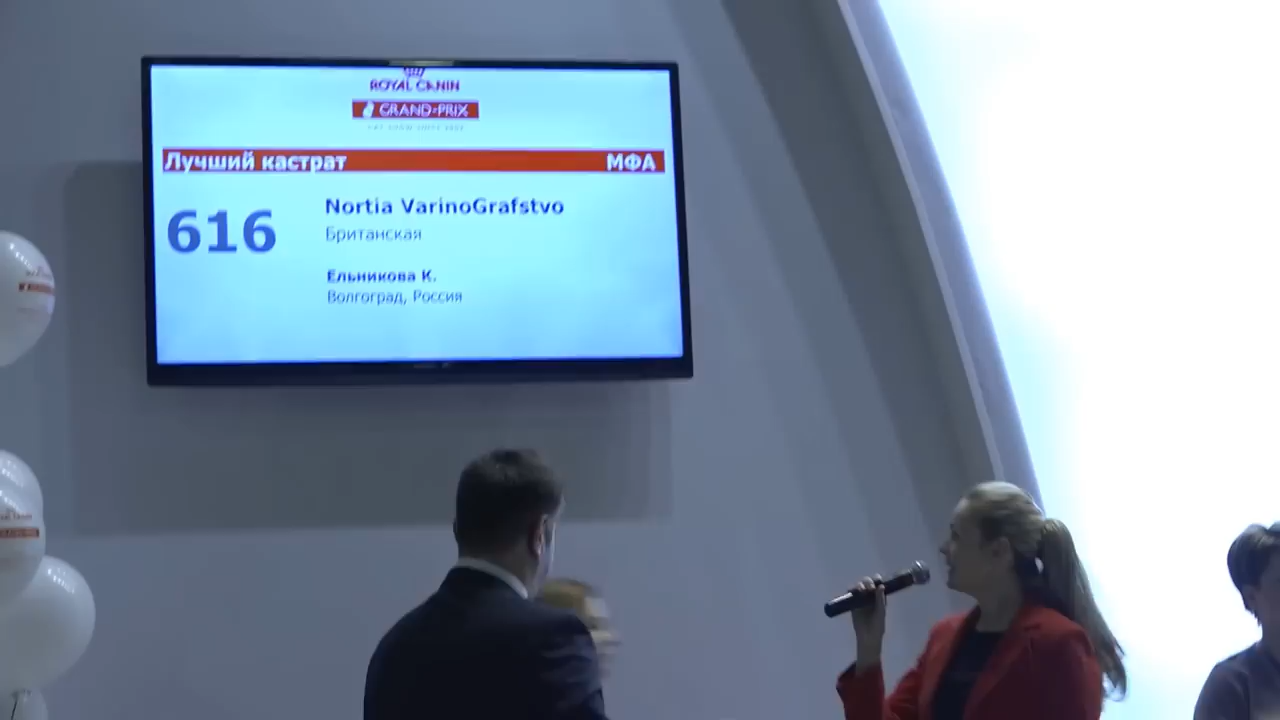 ROYAL CANIN
GRAND-PRIX
Лучший кастрат МФА
616
Nortia VarinoGrafstvo
Британская
Ельникова К.
Волгоград, Россия